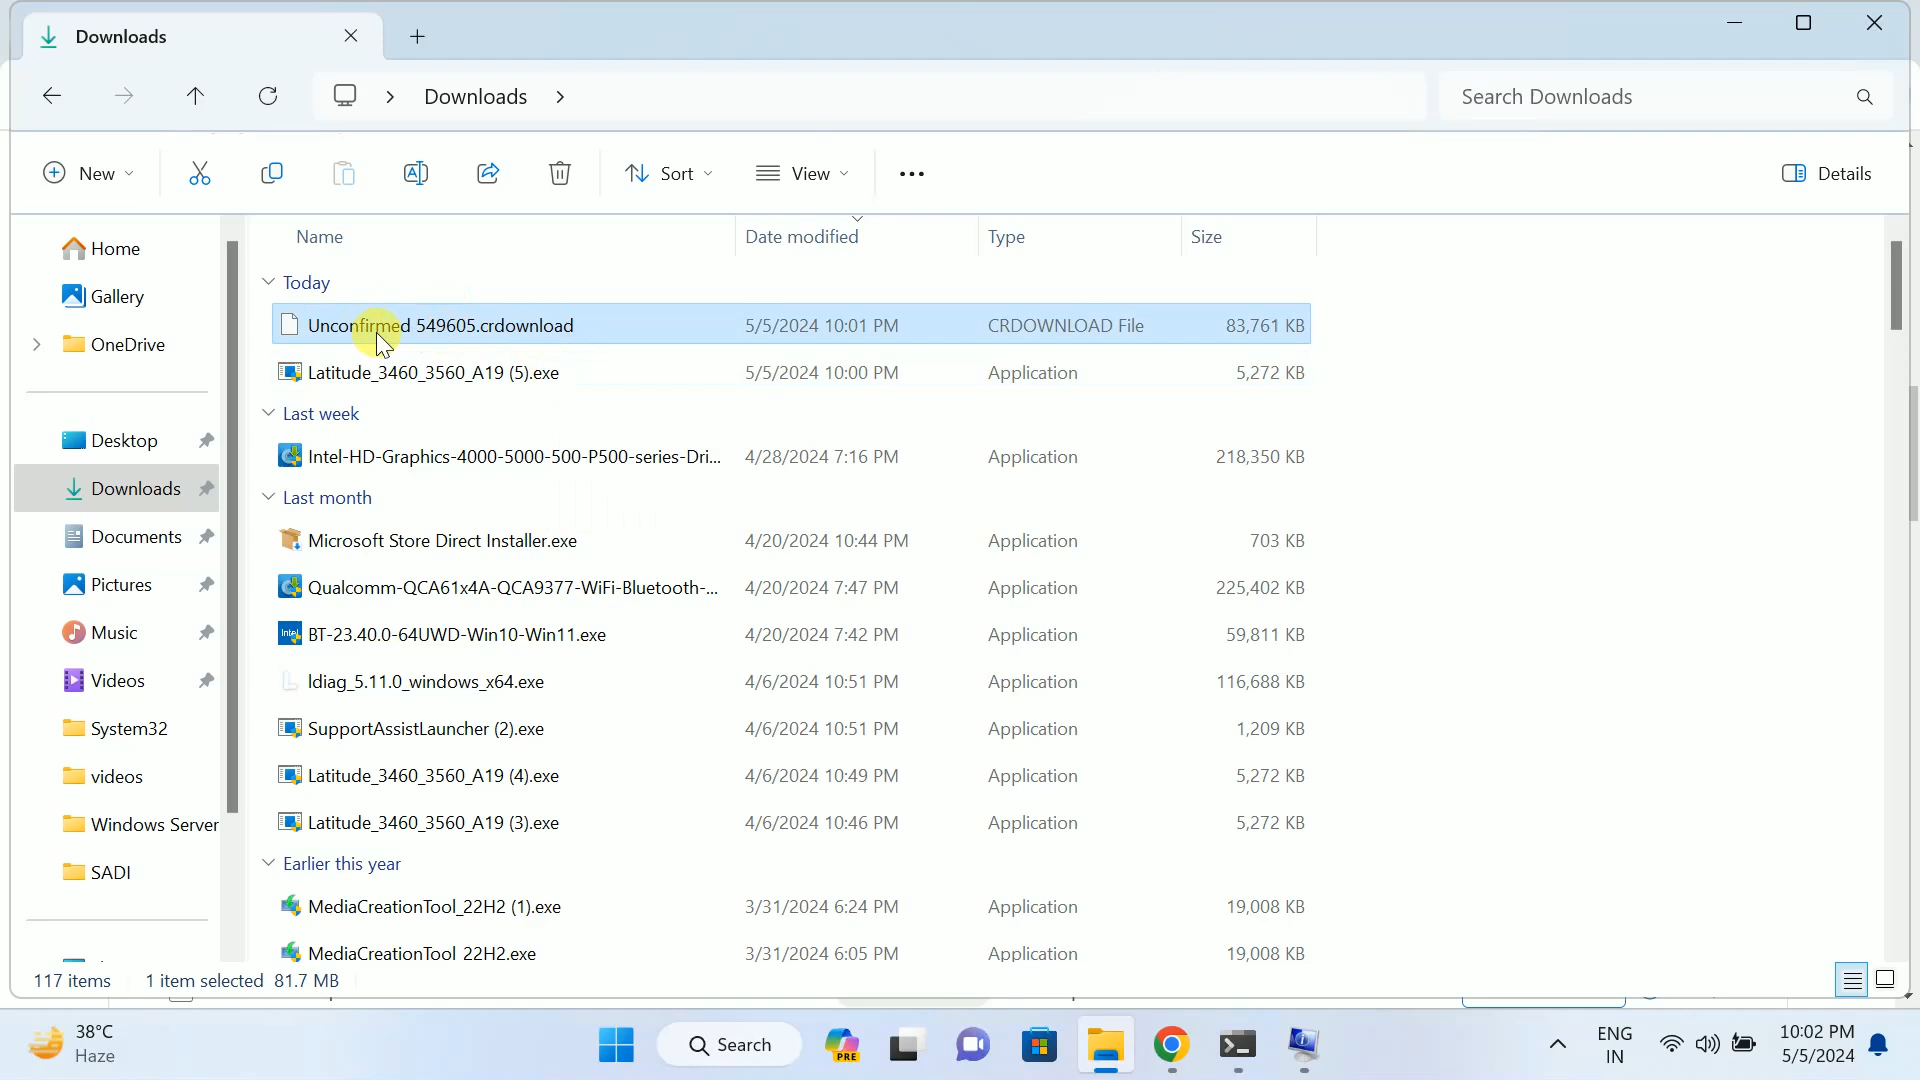 Downloads
Downloads
Search Downloads
New
Sort
View
Details
Name Date modified Type Size
Home
Gallery
OneDrive
Desktop
Downloads
Documents
Pictures
Music
Videos
System32
videos
Windows Server
SADI
Today
Unconfirmed 549605.crdownload 5/5/2024 10:01 PM CRDOWNLOAD File 83,761 KB
Latitude_3460_3560_A19 (5).exe 5/5/2024 10:00 PM Application 5,272 KB
Last week
Intel-HD-Graphics-4000-5000-500-P500-series-Dri... 4/28/2024 7:16 PM Application 218,350 KB
Last month
Microsoft Store Direct Installer.exe 4/20/2024 10:44 PM Application 703 KB
Qualcomm-QCA61x4A-QCA9377-WiFi-Bluetooth-... 4/20/2024 7:47 PM Application 225,402 KB
BT-23.40.0-64UWD-Win10-Win11.exe 4/20/2024 7:42 PM Application 59,811 KB
ldiag_5.11.0_windows_x64.exe 4/6/2024 10:51 PM Application 116,688 KB
SupportAssistLauncher (2).exe 4/6/2024 10:51 PM Application 1,209 KB
Latitude_3460_3560_A19 (4).exe 4/6/2024 10:49 PM Application 5,272 KB
Latitude_3460_3560_A19 (3).exe 4/6/2024 10:46 PM Application 5,272 KB
Earlier this year
MediaCreationTool_22H2 (1).exe 3/31/2024 6:24 PM Application 19,008 KB
MediaCreationTool 22H2.exe 3/31/2024 6:05 PM Application 19,008 KB
117 items 1 item selected 81.7 MB
38°C
Haze
Search
PRE
ENG
IN
10:02 PM
5/5/2024